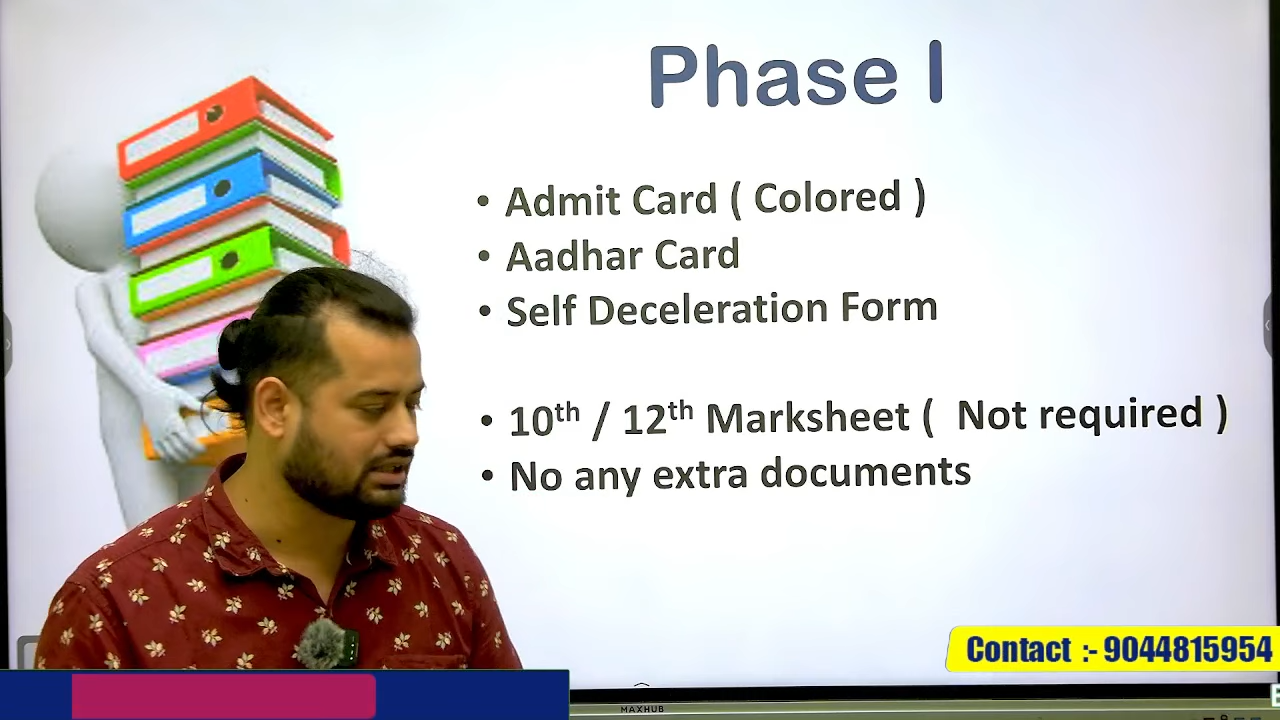 Phase I
• Admit Card ( Colored )
• Aadhar Card
• Self Deceleration Form
• 10th / 12th Marksheet ( Not required )
• No any extra documents
Contact :- 9044815954
MAXHUB